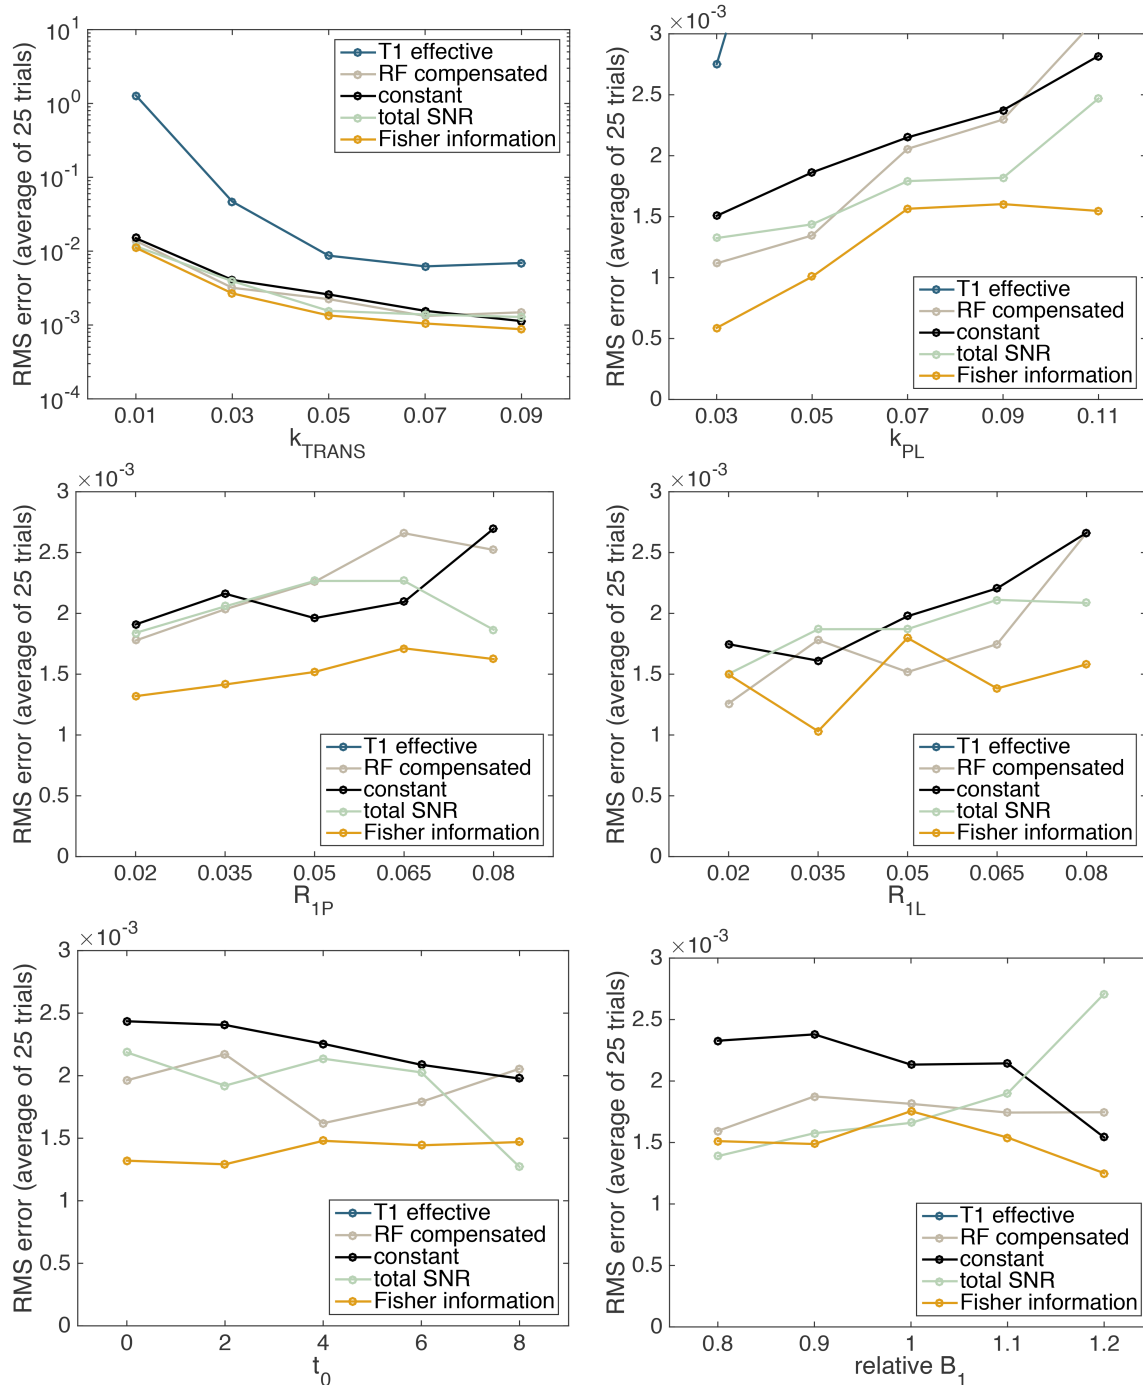 10^1
10^0
10^-1
10^-2
10^-3
10^-4
RMS error (average of 25 trials)
T1 effective
RF compensated
constant
total SNR
Fisher information
0.01 0.03 0.05 0.07 0.09
k_TRANS
×10^-3
3
2.5
2
1.5
1
0.5
0
RMS error (average of 25 trials)
T1 effective
RF compensated
constant
total SNR
Fisher information
0.03 0.05 0.07 0.09 0.11
k_PL
×10^-3
3
2.5
2
1.5
1
0.5
0
RMS error (average of 25 trials)
T1 effective
RF compensated
constant
total SNR
Fisher information
0.02 0.035 0.05 0.065 0.08
R_1P
×10^-3
3
2.5
2
1.5
1
0.5
0
RMS error (average of 25 trials)
T1 effective
RF compensated
constant
total SNR
Fisher information
0.02 0.035 0.05 0.065 0.08
R_1L
×10^-3
3
2.5
2
1.5
1
0.5
0
RMS error (average of 25 trials)
T1 effective
RF compensated
constant
total SNR
Fisher information
0 2 4 6 8
t_0
×10^-3
3
2.5
2
1.5
1
0.5
0
RMS error (average of 25 trials)
T1 effective
RF compensated
constant
total SNR
Fisher information
0.8 0.9 1 1.1 1.2
relative B_1